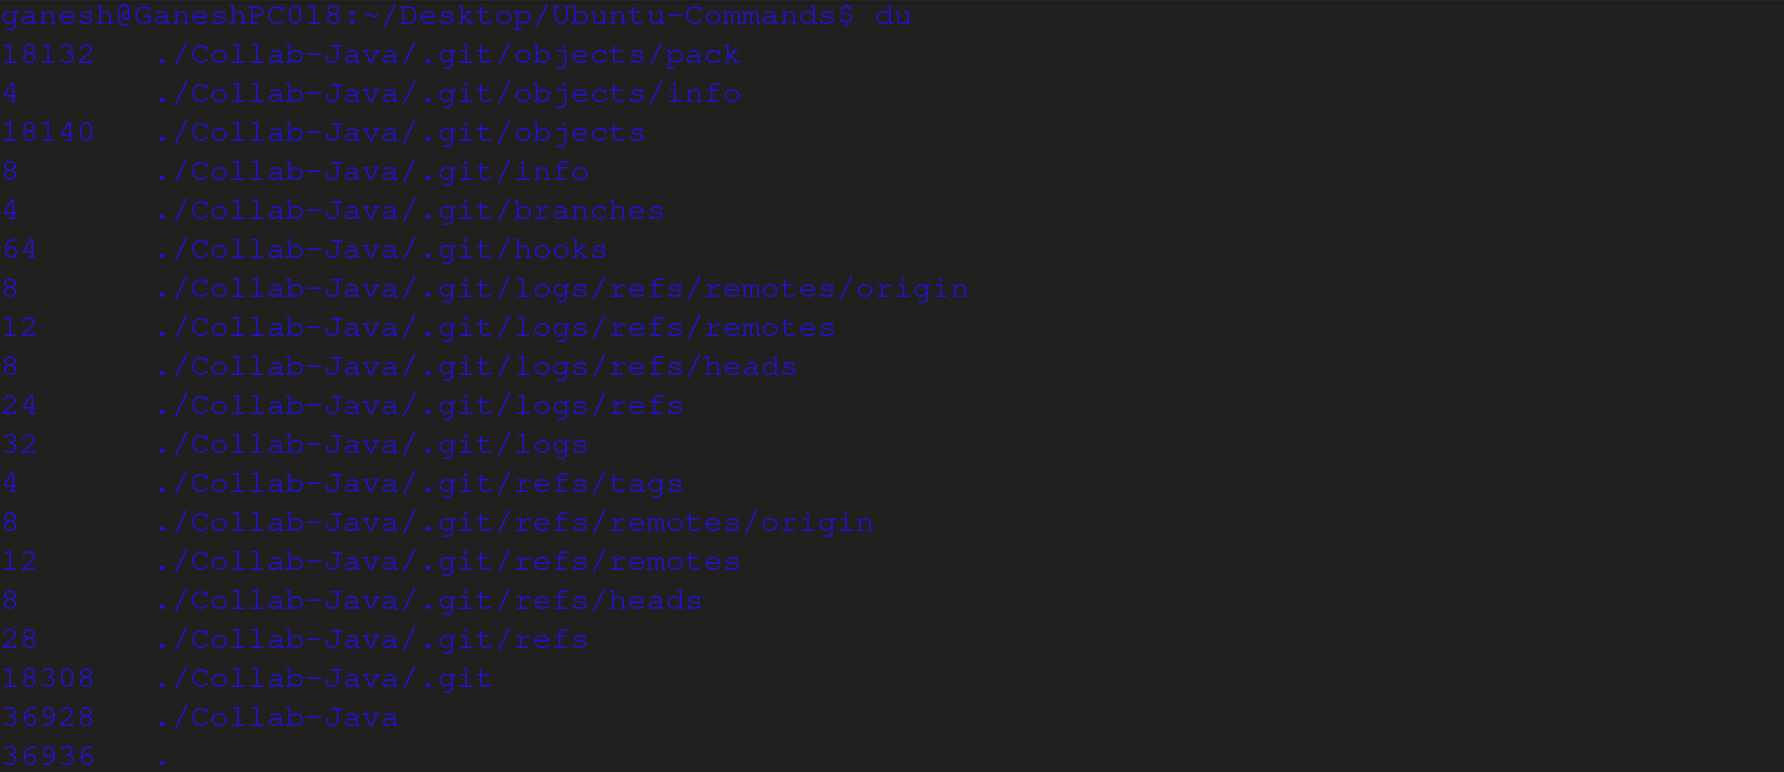 ganesh@GaneshPC018:~/Desktop/Ubuntu-Commands$ du
18132	./Collab-Java/.git/objects/pack
4	./Collab-Java/.git/objects/info
18140	./Collab-Java/.git/objects
8	./Collab-Java/.git/info
4	./Collab-Java/.git/branches
64	./Collab-Java/.git/hooks
8	./Collab-Java/.git/logs/refs/remotes/origin
12	./Collab-Java/.git/logs/refs/remotes
8	./Collab-Java/.git/logs/refs/heads
24	./Collab-Java/.git/logs/refs
32	./Collab-Java/.git/logs
4	./Collab-Java/.git/refs/tags
8	./Collab-Java/.git/refs/remotes/origin
12	./Collab-Java/.git/refs/remotes
8	./Collab-Java/.git/refs/heads
28	./Collab-Java/.git/refs
18308	./Collab-Java/.git
36928	./Collab-Java
36936	.